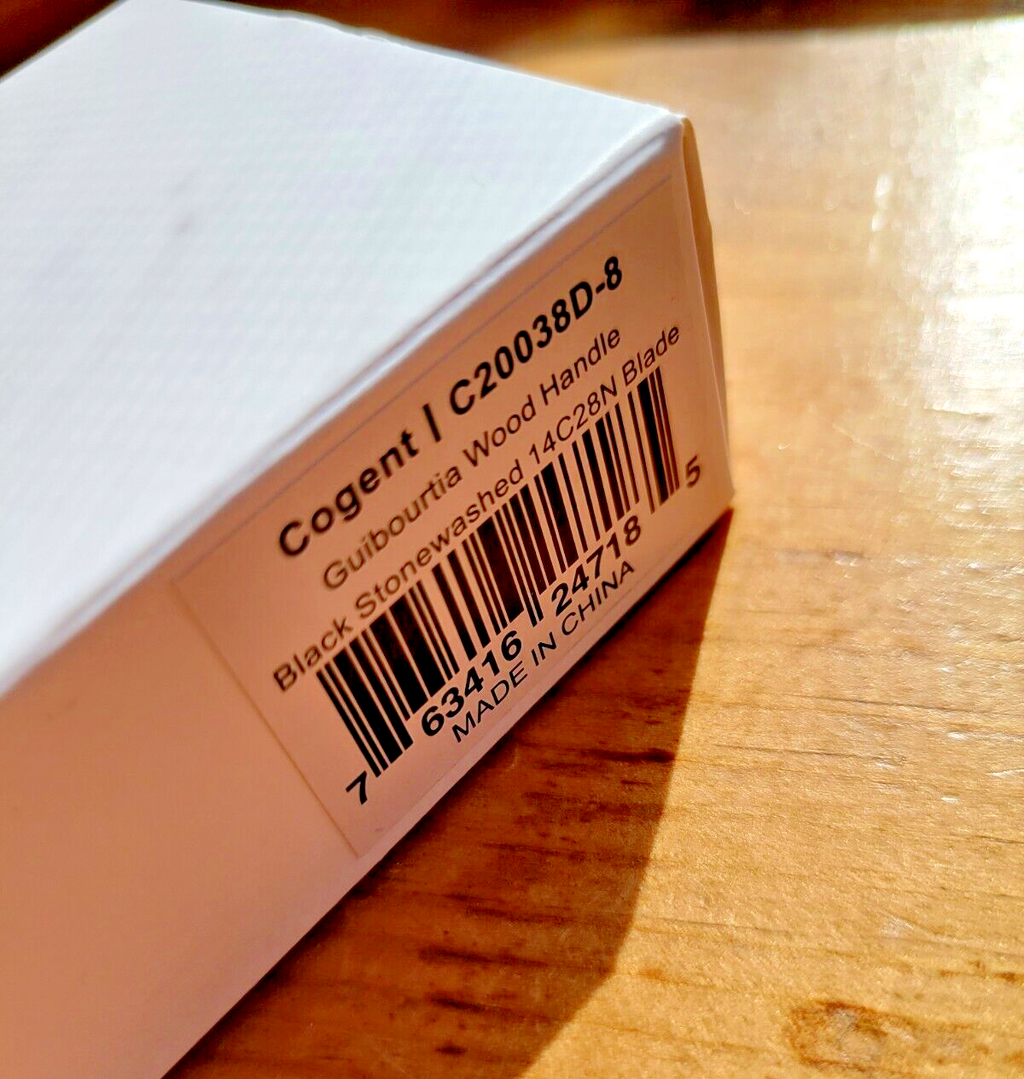 Cogent | C20038D-8
Guibourtia Wood Handle
Black Stonewashed 14C28N Blade
7 63416 24718 5
MADE IN CHINA